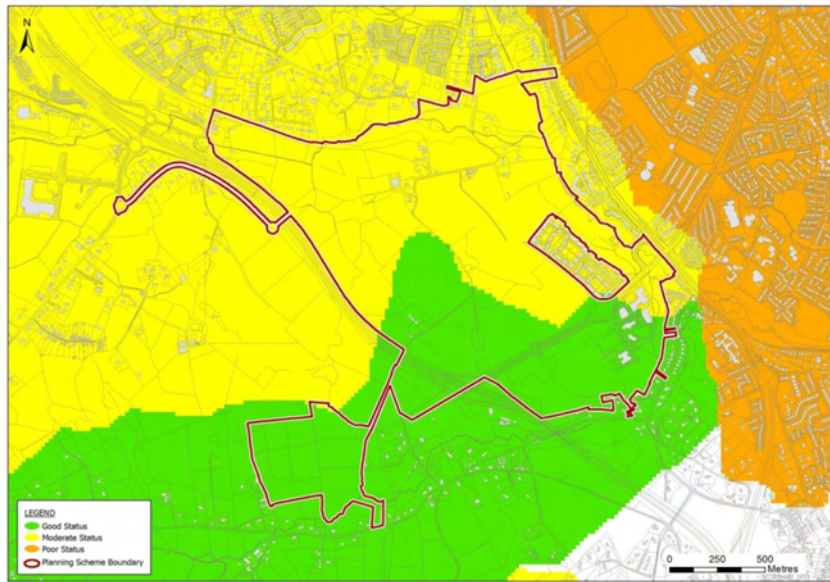 N
LEGEND
Good Status
Moderate Status
Poor Status
Planning Scheme Boundary
0 250 500
Metres